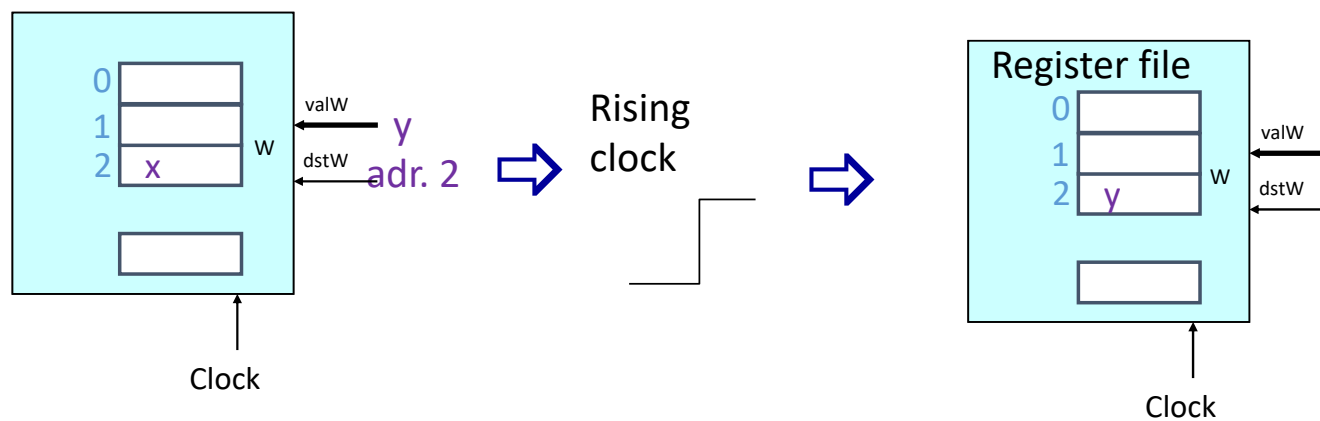 0
1
2
x
W
valW
y
dstW
adr. 2
Clock
Rising
clock
Register file
0
1
2
y
W
valW
dstW
Clock